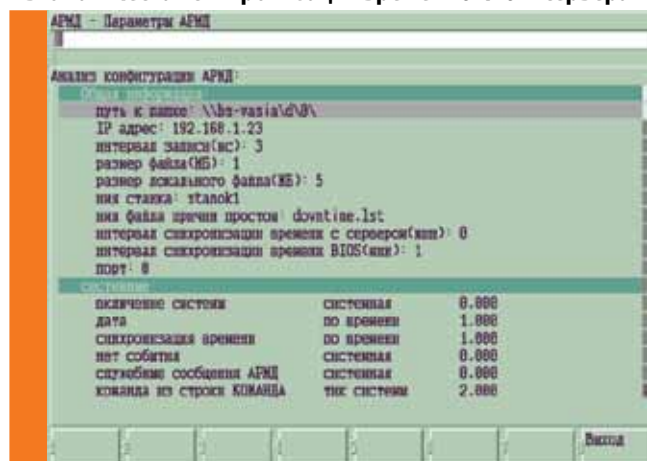 АРМД - Параметры АРМД
Анализ конфигурации АРМД:
Общая информация
путь к папке: \\bs-vasia\d\0\
IP адрес: 192.168.1.23
интервал записи(мс): 3
размер файла(МБ): 1
размер локального файла(МБ): 5
имя станка: stanok1
имя файла причин простоя: downtime.lst
интервал синхронизации времени с сервером(мин): 0
интервал синхронизации времени BIOS(мин): 1
порт: 0
системные
включение системы системная 0.000
дата по времени 1.000
синхронизация времени по времени 1.000
нет события системная 0.000
служебные сообщения АРМД системная 0.000
команда из строки КОМАНДА тик системы 2.000
Выход